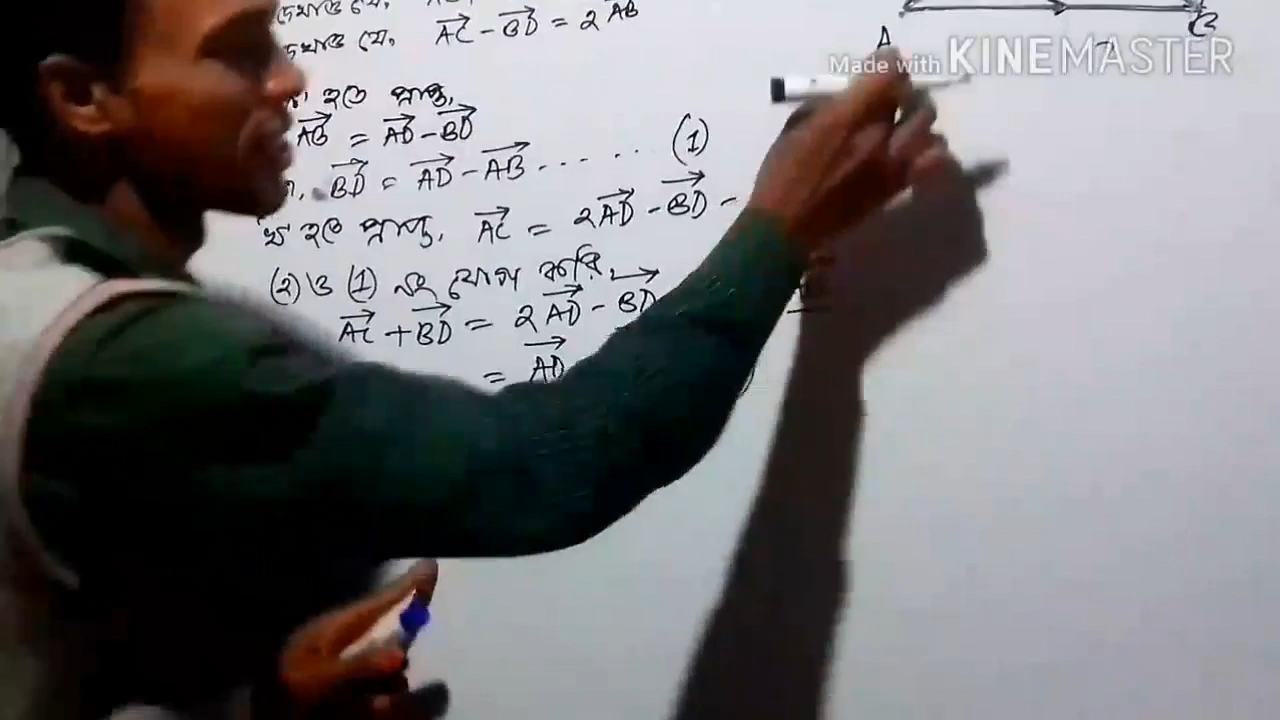 দেখাও যে,
দেখাও যে, AC→ - BD→ = 2AB→
A
B
Made with KINEMASTER
হতে প্রাপ্ত,
AB→ = AD→ - BD→
BD→ = AD→ - AB→ ..... (1)
খ হতে প্রাপ্ত, AC→ = 2AD→ - BD→ -
(2) ও (1) নং যোগ করি,
AC→ + BD→ = 2AD→ - BD→
= AD→